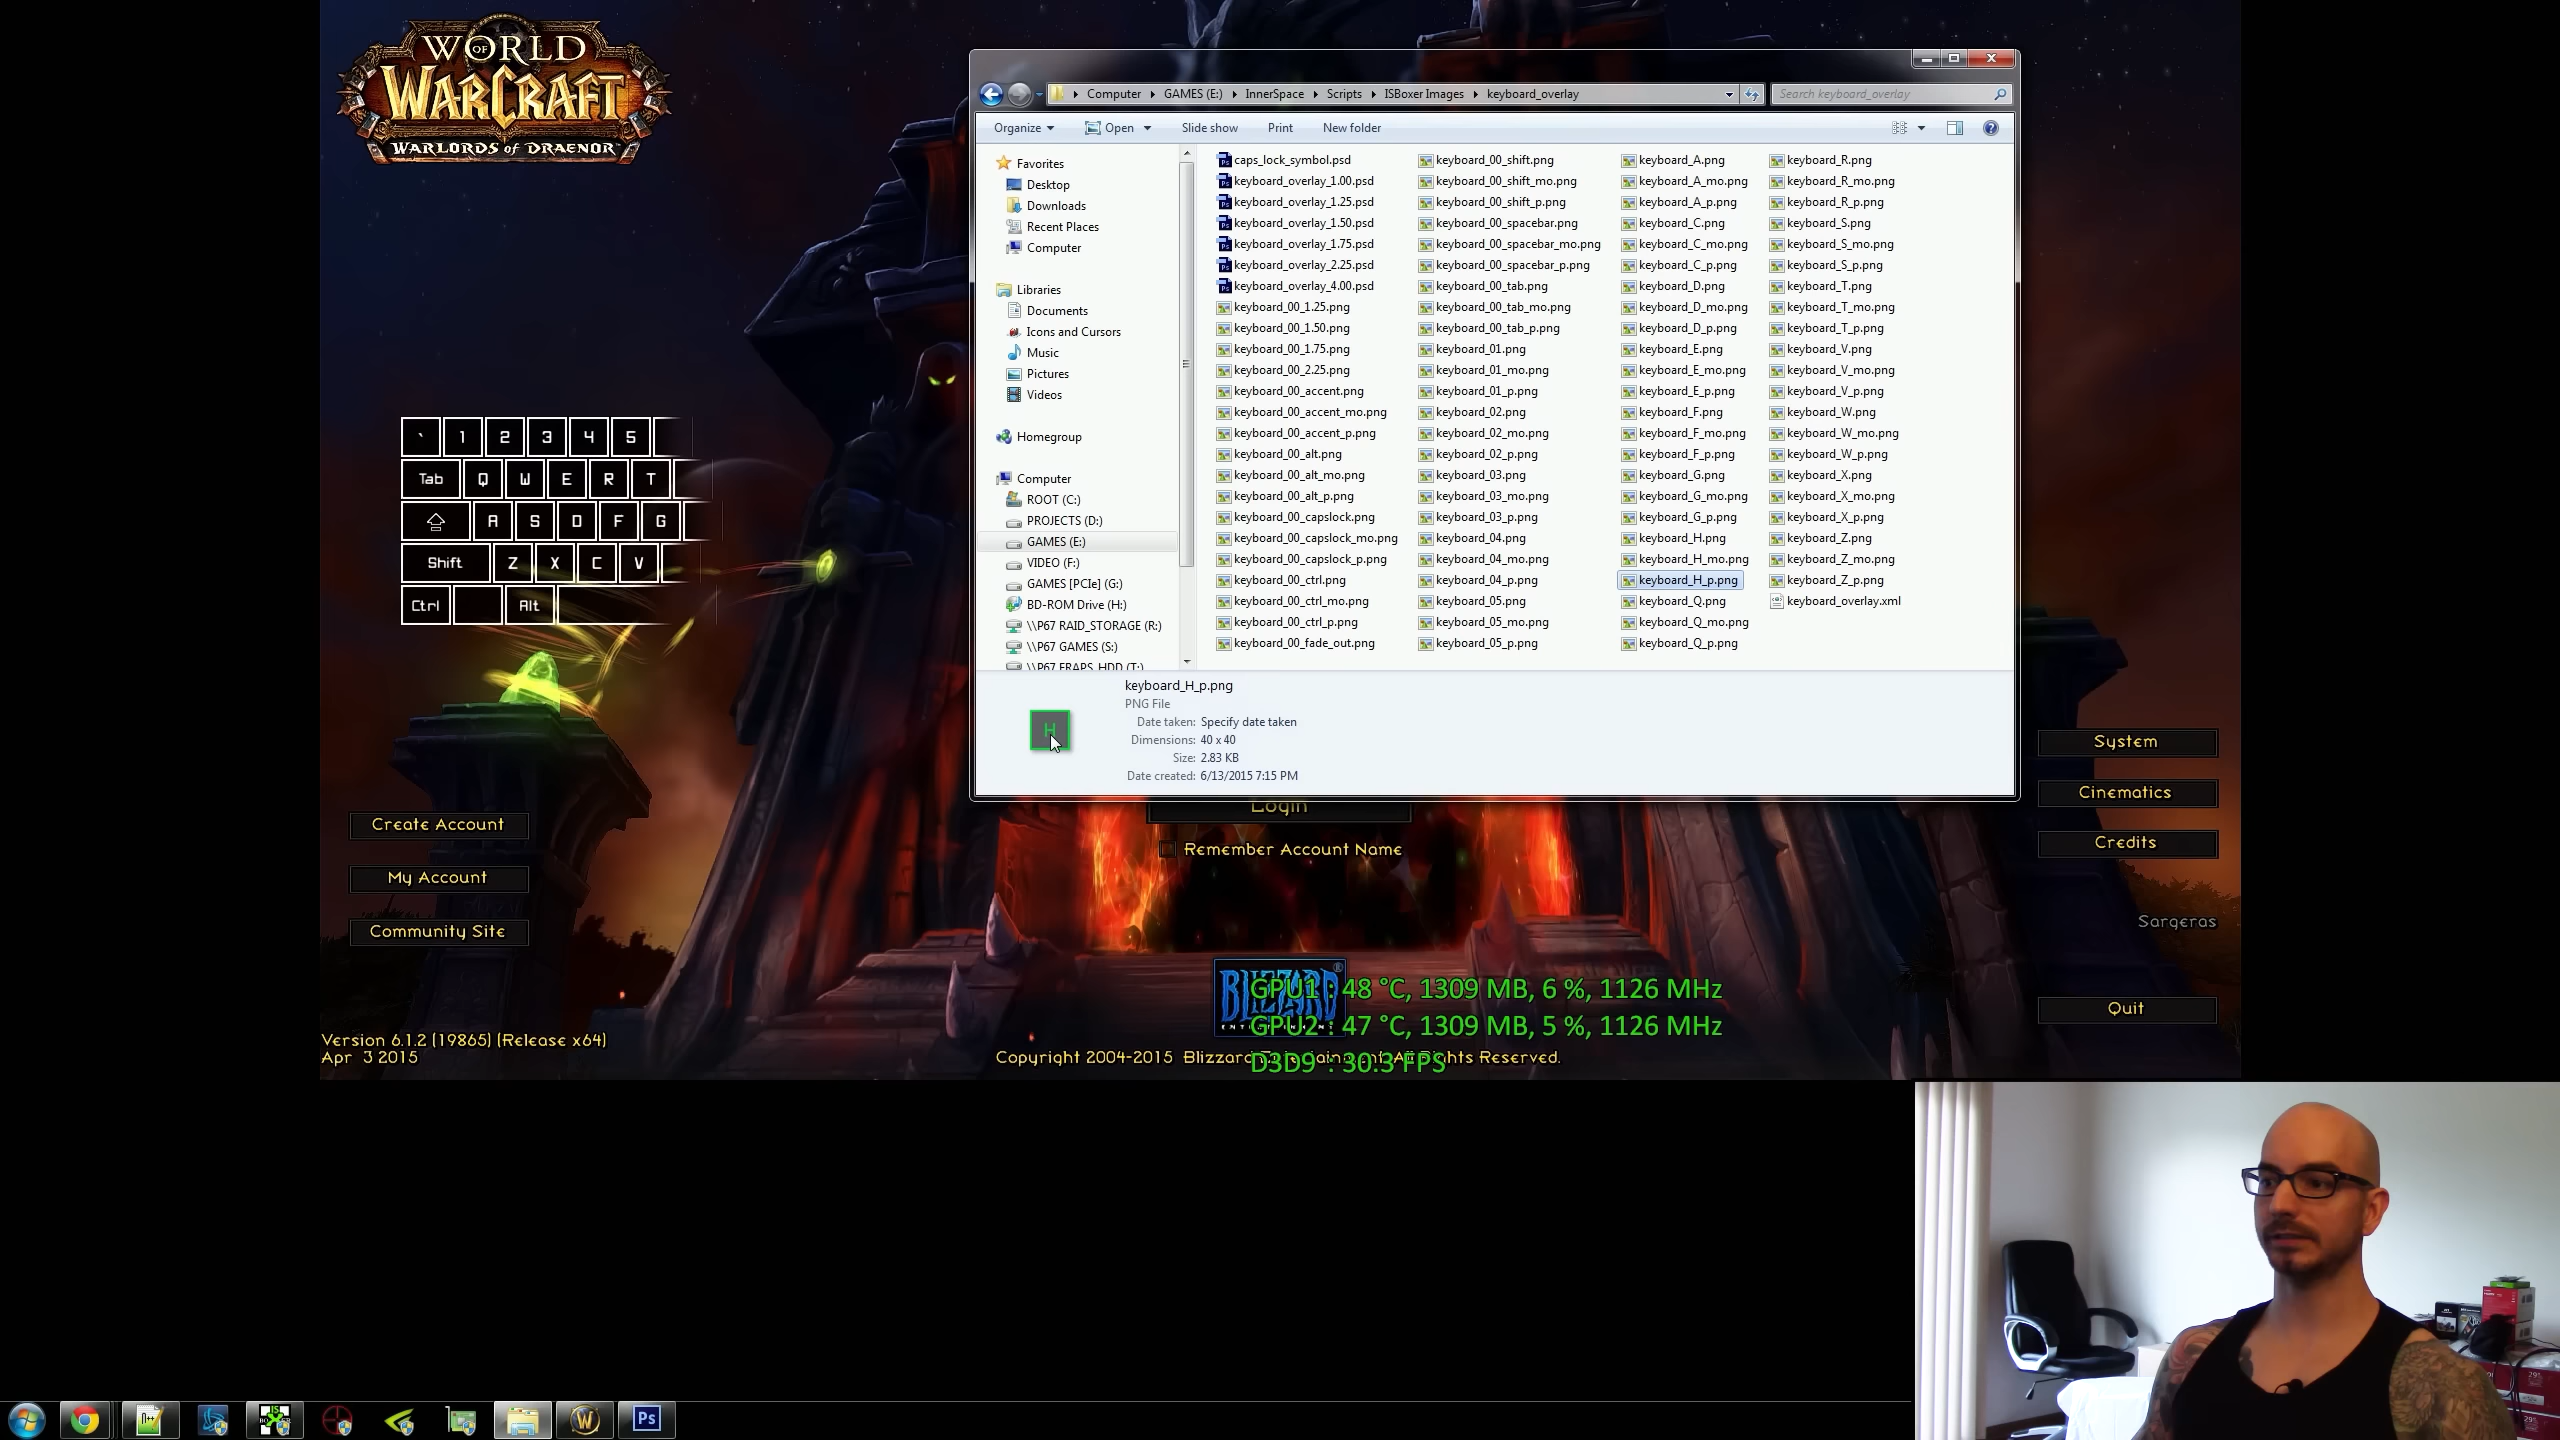 WORLD
OF
WARCRAFT
WARLORDS OF DRAENOR
Computer
GAMES (E:)
InnerSpace
Scripts
ISBoxer Images
keyboard_overlay
Search keyboard_overlay
Organize
Open
Slide show
Print
New folder
Favorites
Desktop
Downloads
Recent Places
Computer
Libraries
Documents
Icons and Cursors
Music
Pictures
Videos
Homegroup
Computer
ROOT (C:)
PROJECTS (D:)
GAMES (E:)
VIDEO (F:)
GAMES [PCIe] (G:)
BD-ROM Drive (H:)
\\P67 RAID_STORAGE (R:)
\\P67 GAMES (S:)
\\P67 FRAPS_HDD (T:)
caps_lock_symbol.psd
keyboard_overlay_1.00.psd
keyboard_overlay_1.25.psd
keyboard_overlay_1.50.psd
keyboard_overlay_1.75.psd
keyboard_overlay_2.25.psd
keyboard_overlay_4.00.psd
keyboard_00_1.25.png
keyboard_00_1.50.png
keyboard_00_1.75.png
keyboard_00_2.25.png
keyboard_00_accent.png
keyboard_00_accent_mo.png
keyboard_00_accent_p.png
keyboard_00_alt.png
keyboard_00_alt_mo.png
keyboard_00_alt_p.png
keyboard_00_capslock.png
keyboard_00_capslock_mo.png
keyboard_00_capslock_p.png
keyboard_00_ctrl.png
keyboard_00_ctrl_mo.png
keyboard_00_ctrl_p.png
keyboard_00_fade_out.png
keyboard_00_shift.png
keyboard_00_shift_mo.png
keyboard_00_shift_p.png
keyboard_00_spacebar.png
keyboard_00_spacebar_mo.png
keyboard_00_spacebar_p.png
keyboard_00_tab.png
keyboard_00_tab_mo.png
keyboard_00_tab_p.png
keyboard_01.png
keyboard_01_mo.png
keyboard_01_p.png
keyboard_02.png
keyboard_02_mo.png
keyboard_02_p.png
keyboard_03.png
keyboard_03_mo.png
keyboard_03_p.png
keyboard_04.png
keyboard_04_mo.png
keyboard_04_p.png
keyboard_05.png
keyboard_05_mo.png
keyboard_05_p.png
keyboard_A.png
keyboard_A_mo.png
keyboard_A_p.png
keyboard_C.png
keyboard_C_mo.png
keyboard_C_p.png
keyboard_D.png
keyboard_D_mo.png
keyboard_D_p.png
keyboard_E.png
keyboard_E_mo.png
keyboard_E_p.png
keyboard_F.png
keyboard_F_mo.png
keyboard_F_p.png
keyboard_G.png
keyboard_G_mo.png
keyboard_G_p.png
keyboard_H.png
keyboard_H_mo.png
keyboard_H_p.png
keyboard_Q.png
keyboard_Q_mo.png
keyboard_Q_p.png
keyboard_R.png
keyboard_R_mo.png
keyboard_R_p.png
keyboard_S.png
keyboard_S_mo.png
keyboard_S_p.png
keyboard_T.png
keyboard_T_mo.png
keyboard_T_p.png
keyboard_V.png
keyboard_V_mo.png
keyboard_V_p.png
keyboard_W.png
keyboard_W_mo.png
keyboard_W_p.png
keyboard_X.png
keyboard_X_mo.png
keyboard_X_p.png
keyboard_Z.png
keyboard_Z_mo.png
keyboard_Z_p.png
keyboard_overlay.xml
H
keyboard_H_p.png
PNG File
Date taken: Specify date taken
Dimensions: 40 x 40
Size: 2.83 KB
Date created: 6/13/2015 7:15 PM
` 1 2 3 4 5
Tab Q W E R T
A S D F G
Shift Z X C V
Ctrl Alt
Create Account
My Account
Community Site
Login
Remember Account Name
System
Cinematics
Credits
Sargeras
Quit
BLIZZARD
ENTERTAINMENT
GPU1 : 48 °C, 1309 MB, 6 %, 1126 MHz
GPU2 : 47 °C, 1309 MB, 5 %, 1126 MHz
D3D9 : 30.3 FPS
Version 6.1.2 (19865) (Release x64)
Apr 3 2015
Copyright 2004-2015 Blizzard Entertainment. All Rights Reserved.
Ps